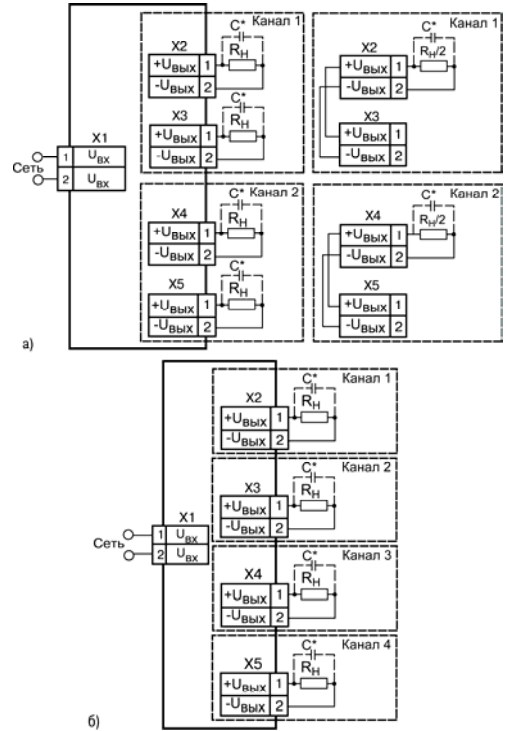 Канал 1
C*
X2
RН
+UВЫХ 1
-UВЫХ 2
C*
X3
RН
+UВЫХ 1
-UВЫХ 2
Канал 1
C*
X2
RН/2
+UВЫХ 1
-UВЫХ 2
X3
+UВЫХ 1
-UВЫХ 2
X1
Сеть
1 UВХ
2 UВХ
Канал 2
C*
X4
RН
+UВЫХ 1
-UВЫХ 2
C*
X5
RН
+UВЫХ 1
-UВЫХ 2
Канал 2
C*
X4
RН/2
+UВЫХ 1
-UВЫХ 2
X5
+UВЫХ 1
-UВЫХ 2
а)
Канал 1
C*
X2
RН
+UВЫХ 1
-UВЫХ 2
Канал 2
C*
X3
RН
+UВЫХ 1
-UВЫХ 2
X1
Сеть
1 UВХ
2 UВХ
Канал 3
C*
X4
RН
+UВЫХ 1
-UВЫХ 2
Канал 4
C*
X5
RН
+UВЫХ 1
-UВЫХ 2
б)